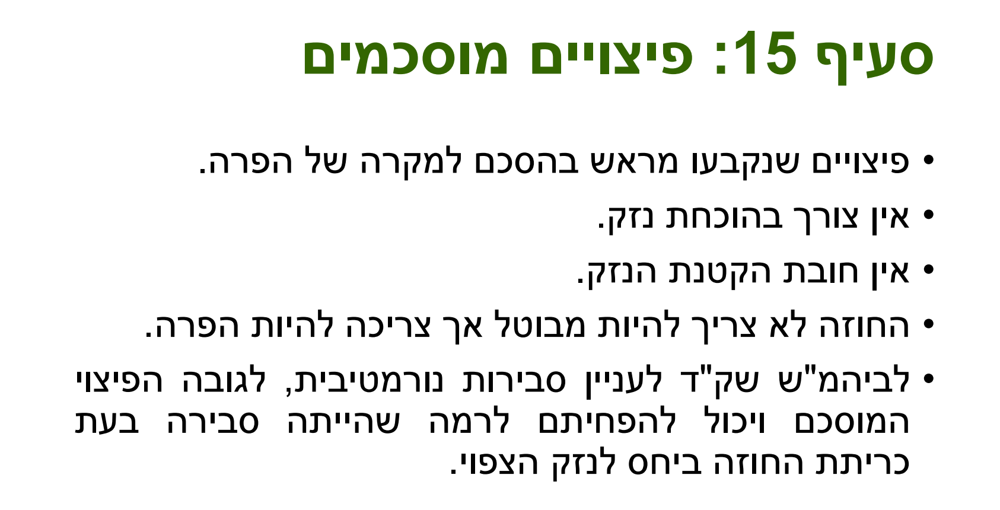 סעיף 15: פיצויים מוסכמים
• פיצויים שנקבעו מראש בהסכם למקרה של הפרה.
• אין צורך בהוכחת נזק.
• אין חובת הקטנת הנזק.
• החוזה לא צריך להיות מבוטל אך צריכה להיות הפרה.
• לביהמ"ש שק"ד לעניין סבירות נורמטיבית, לגובה הפיצוי
המוסכם ויכול להפחיתם לרמה שהייתה סבירה בעת
כריתת החוזה ביחס לנזק הצפוי.